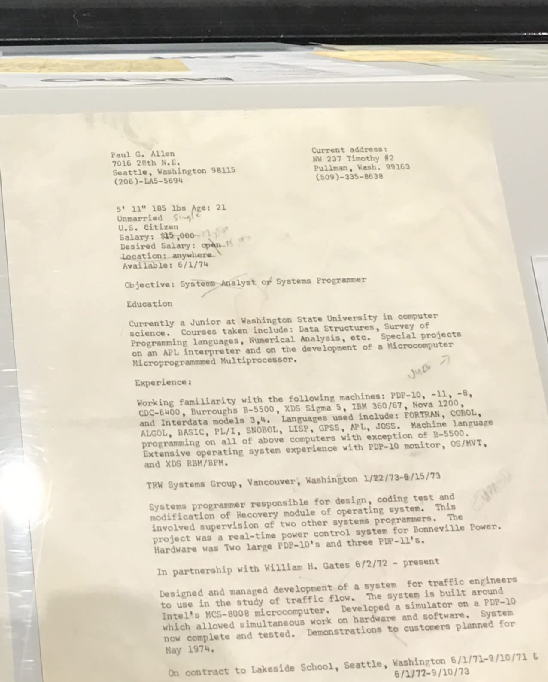 Paul G. Allen
7016 28th N.E.
Seattle, Washington 98115
(206)-LA5-5694
Current address:
NW 237 Timothy #2
Pullman, Wash. 99163
(509)-335-8638
5' 11" 185 lbs Age: 21
Unmarried Single
U.S. Citizen
Salary: $15,000
Desired Salary: open
Location: anywhere
Available: 6/1/74
Objective: Systems Analyst or Systems Programmer
Education
Currently a Junior at Washington State University in computer
science. Courses taken include: Data Structures, Survey of
Programming languages, Numerical Analysis, etc. Special projects
on an APL interpreter and on the development of a Microcomputer
Microprogrammed Multiprocessor.
Experience:
Working familiarity with the following machines: PDP-10, -11, -8,
CDC-6400, Burroughs B-5500, XDS Sigma 5, IBM 360/67, Nova 1200,
and Interdata models 3,4. Languages used include: FORTRAN, COBOL,
ALGOL, BASIC, PL/I, SNOBOL, LISP, GPSS, APL, JOSS. Machine language
programming on all of above computers with exception of B-5500.
Extensive operating system experience with PDP-10 monitor, OS/MVT,
and XDS RBM/BPM.
TRW Systems Group, Vancouver, Washington 1/22/73-8/15/73
Systems programmer responsible for design, coding test and
modification of Recovery module of operating system. This
involved supervision of two other systems programmers. The
project was a real-time power control system for Bonneville Power.
Hardware was Two large PDP-10's and three PDP-11's.
In partnership with William H. Gates 6/2/72 - present
Designed and managed development of a system for traffic engineers
to use in the study of traffic flow. The system is built around
Intel's MCS-8008 microcomputer. Developed a simulator on a PDP-10
which allowed simultaneous work on hardware and software. System
now complete and tested. Demonstrations to customers planned for
May 1974.
On contract to Lakeside School, Seattle, Washington 6/1/71-9/10/71 &
6/1/72-9/10/73